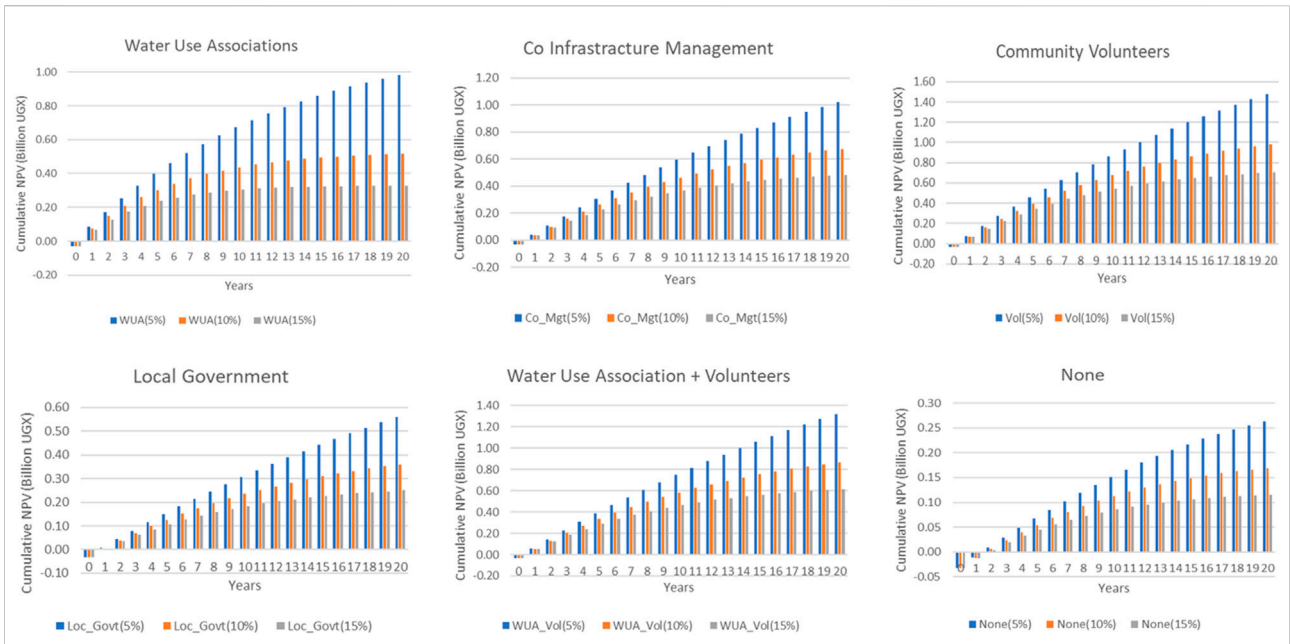 Water Use Associations
Cumulative NPV (Billion UGX)
1.00
0.80
0.60
0.40
0.20
0.00
-0.20
0 1 2 3 4 5 6 7 8 9 10 11 12 13 14 15 16 17 18 19 20
Years
WUA(5%) WUA(10%) WUA(15%)
Co Infrastracture Management
Cumulative NPV (Billion UGX)
1.20
1.00
0.80
0.60
0.40
0.20
0.00
-0.20
0 1 2 3 4 5 6 7 8 9 10 11 12 13 14 15 16 17 18 19 20
Years
Co_Mgt(5%) Co_Mgt(10%) Co_Mgt(15%)
Community Volunteers
Cumulative NPV (Billion UGX)
1.60
1.40
1.20
1.00
0.80
0.60
0.40
0.20
0.00
-0.20
0 1 2 3 4 5 6 7 8 9 10 11 12 13 14 15 16 17 18 19 20
Years
Vol(5%) Vol(10%) Vol(15%)
Local Government
Cumulative NPV (Billion UGX)
0.60
0.50
0.40
0.30
0.20
0.10
0.00
-0.10
0 1 2 3 4 5 6 7 8 9 10 11 12 13 14 15 16 17 18 19 20
Years
Loc_Govt(5%) Loc_Govt(10%) Loc_Govt(15%)
Water Use Association + Volunteers
Cumulative NPV (Billion UGX)
1.40
1.20
1.00
0.80
0.60
0.40
0.20
0.00
-0.20
0 1 2 3 4 5 6 7 8 9 10 11 12 13 14 15 16 17 18 19 20
Years
WUA_Vol(5%) WUA_Vol(10%) WUA_Vol(15%)
None
Cumulative NPV (Billion UGX)
0.30
0.25
0.20
0.15
0.10
0.05
0.00
-0.05
0 1 2 3 4 5 6 7 8 9 10 11 12 13 14 15 16 17 18 19 20
Years
None(5%) None(10%) None(15%)